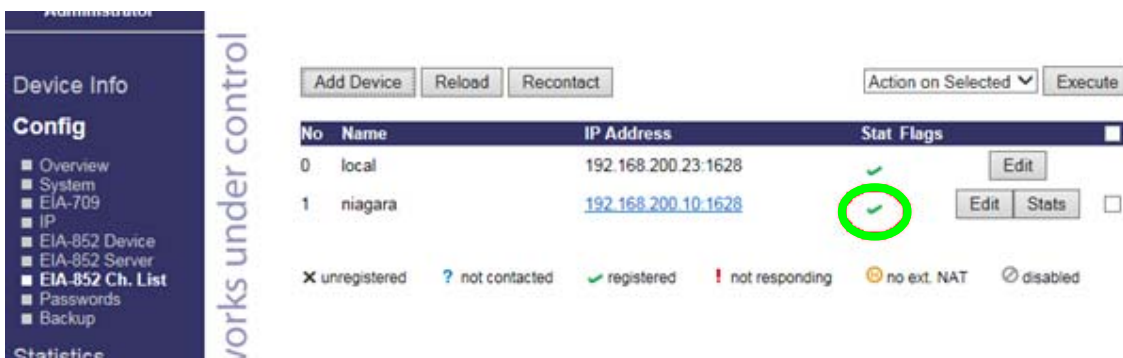 Administrator
Device Info
Config
Overview
System
EIA-709
IP
EIA-852 Device
EIA-852 Server
EIA-852 Ch. List
Passwords
Backup
Statistics
works under control
Add Device Reload Recontact Action on Selected Execute
No Name IP Address Stat Flags
0 local 192.168.200.23:1628 Edit
1 niagara 192.168.200.10:1628 Edit Stats
unregistered ? not contacted registered ! not responding no ext. NAT disabled